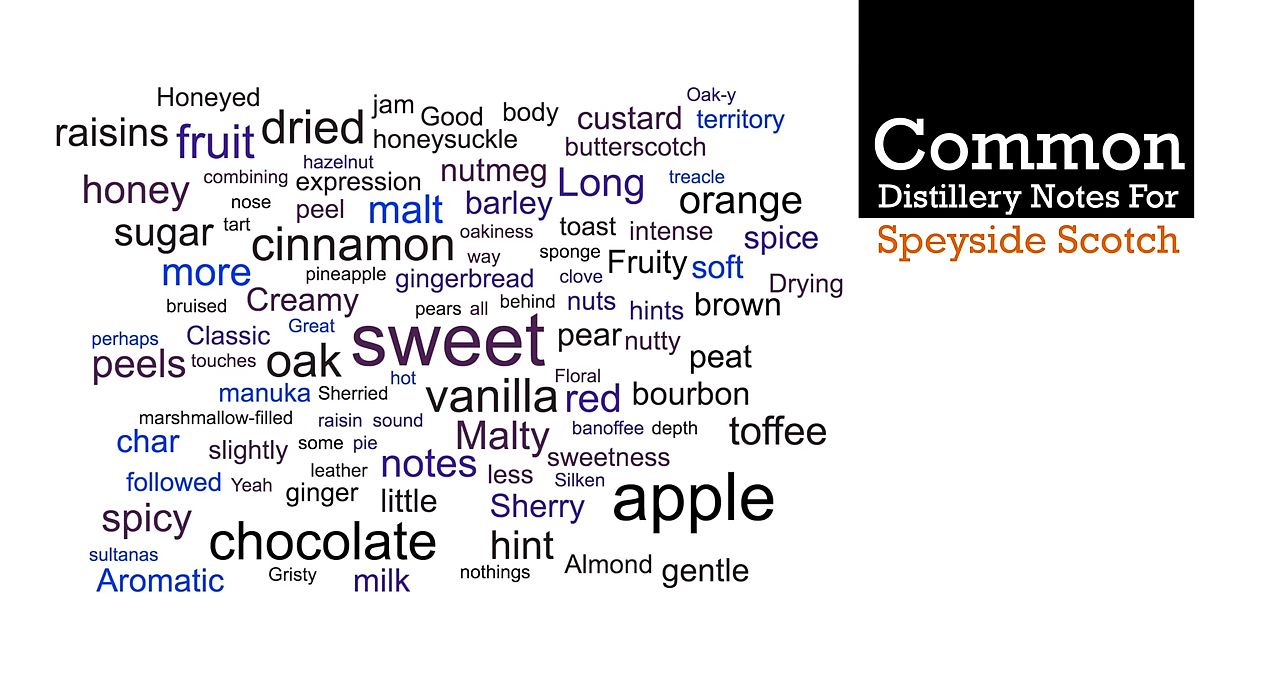 Honeyed jam Good body custard Oak-y territory
raisins fruit dried honeysuckle butterscotch
hazelnut nutmeg Long treacle
honey combining expression orange
nose peel malt barley
sugar tart cinnamon oakiness toast intense spice
way sponge Fruity soft
more pineapple gingerbread clove Drying
bruised Creamy pears all behind nuts hints brown
perhaps Classic Great sweet pear nutty peat
peels touches oak
hot Floral
manuka Sherried vanilla red bourbon
marshmallow-filled raisin sound Malty banoffee depth toffee
char slightly some pie sweetness
leather notes less
followed Yeah ginger little Silken apple
spicy Sherry
chocolate hint
sultanas Almond gentle
Aromatic Gristy milk nothings
Common
Distillery Notes For
Speyside Scotch